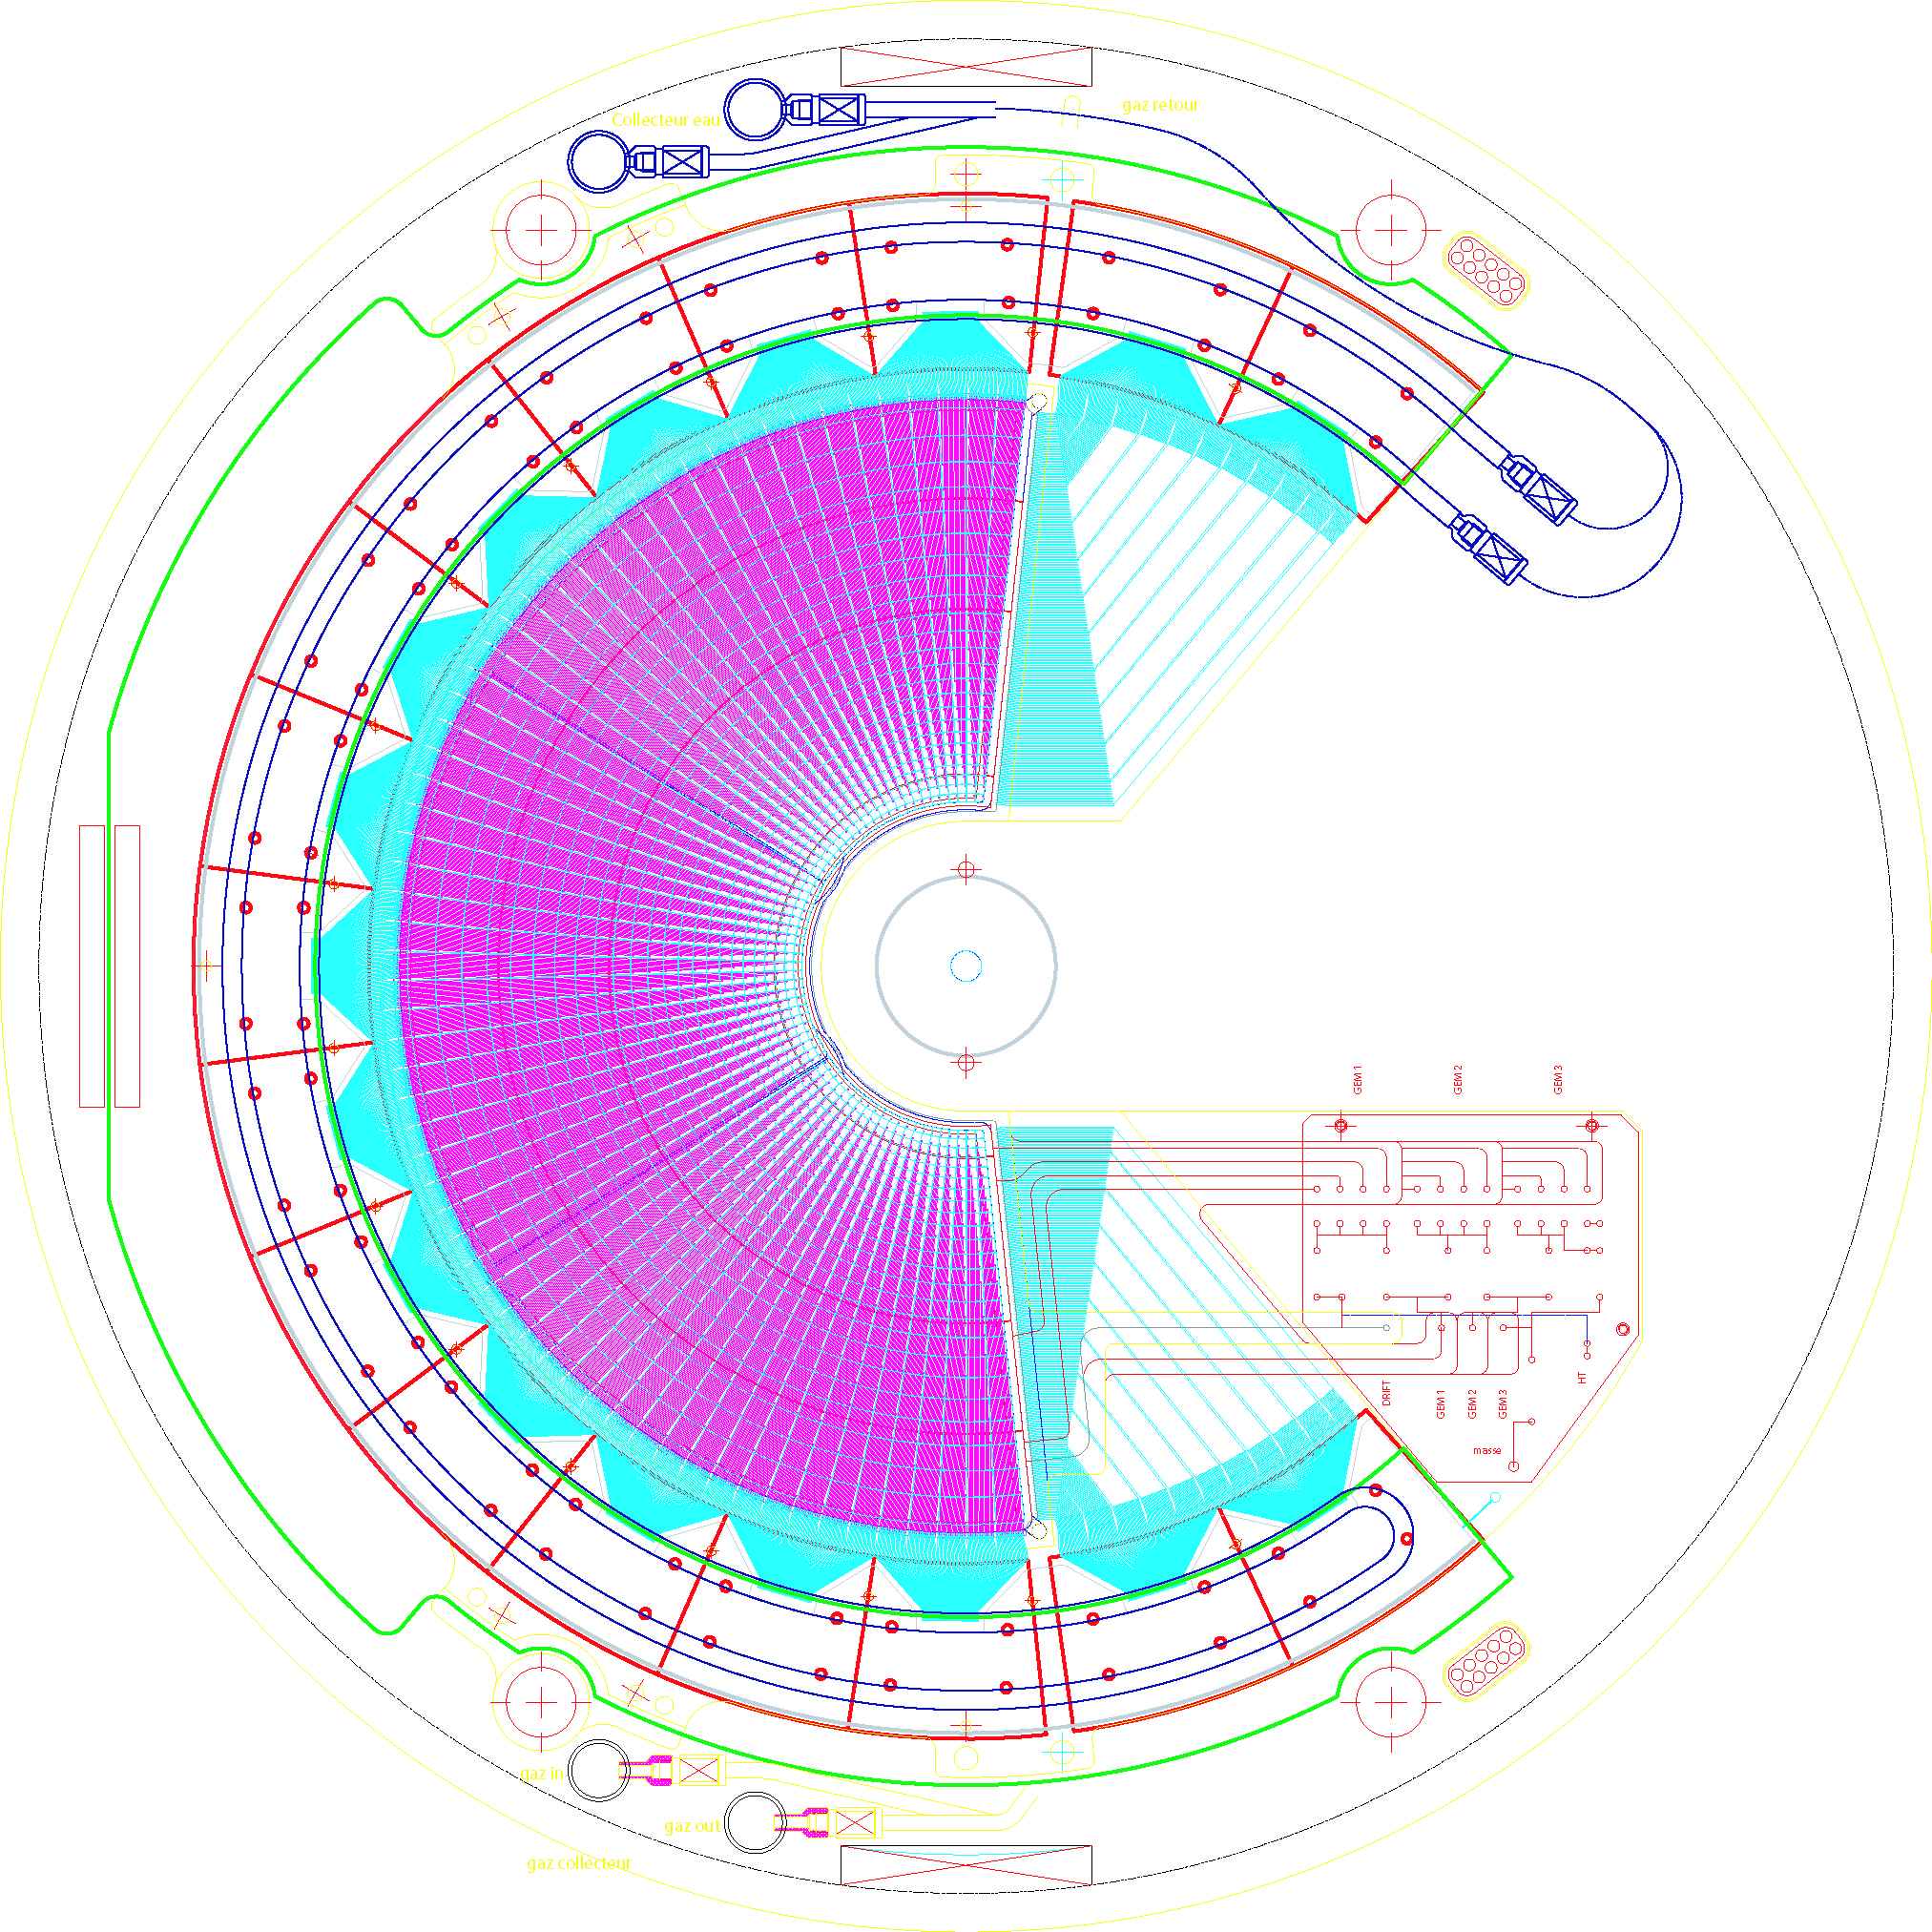 gaz retour
Collecteur eau
GEM 1
GEM 2
GEM 3
DRIFT
GEM 1
GEM 2
GEM 3
HT
masse
gaz in
gaz out
gaz collecteur